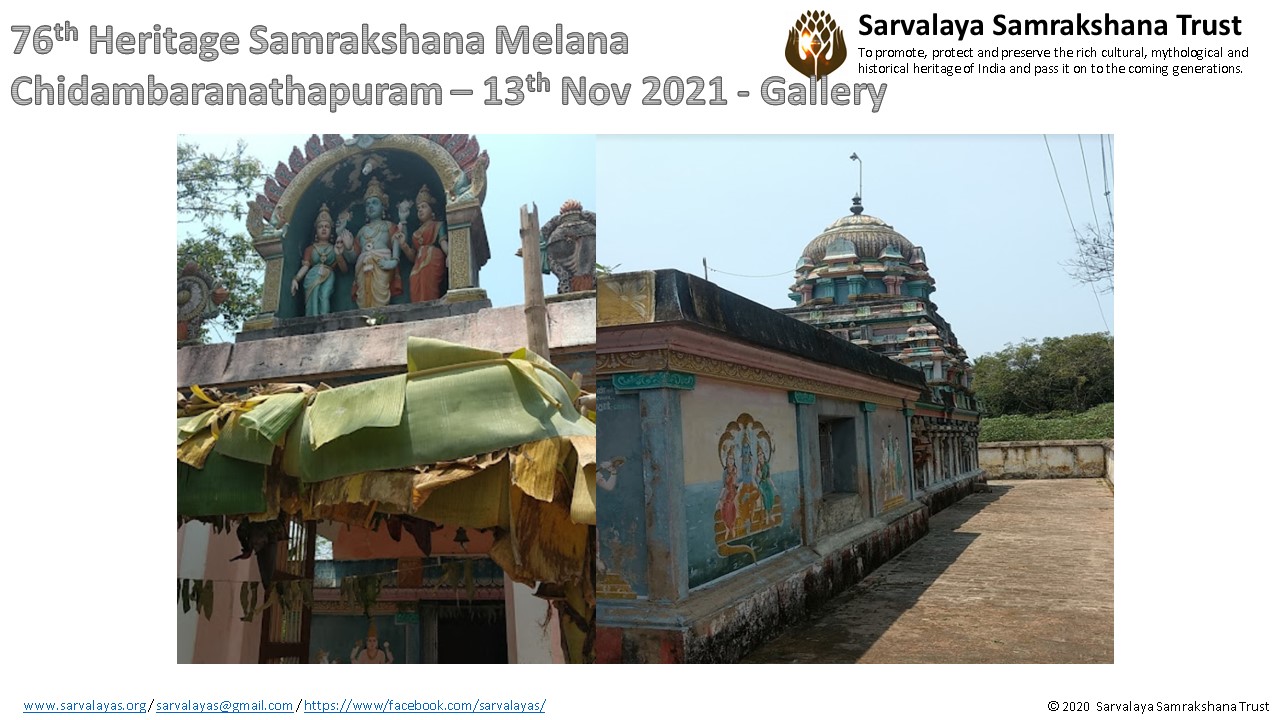 76th Heritage Samrakshana Melana
Chidambaranathapuram – 13th Nov 2021 - Gallery
Sarvalaya Samrakshana Trust
To promote, protect and preserve the rich cultural, mythological and
historical heritage of India and pass it on to the coming generations.
www.sarvalayas.org / sarvalayas@gmail.com / https://www/facebook.com/sarvalayas/
© 2020 Sarvalaya Samrakshana Trust